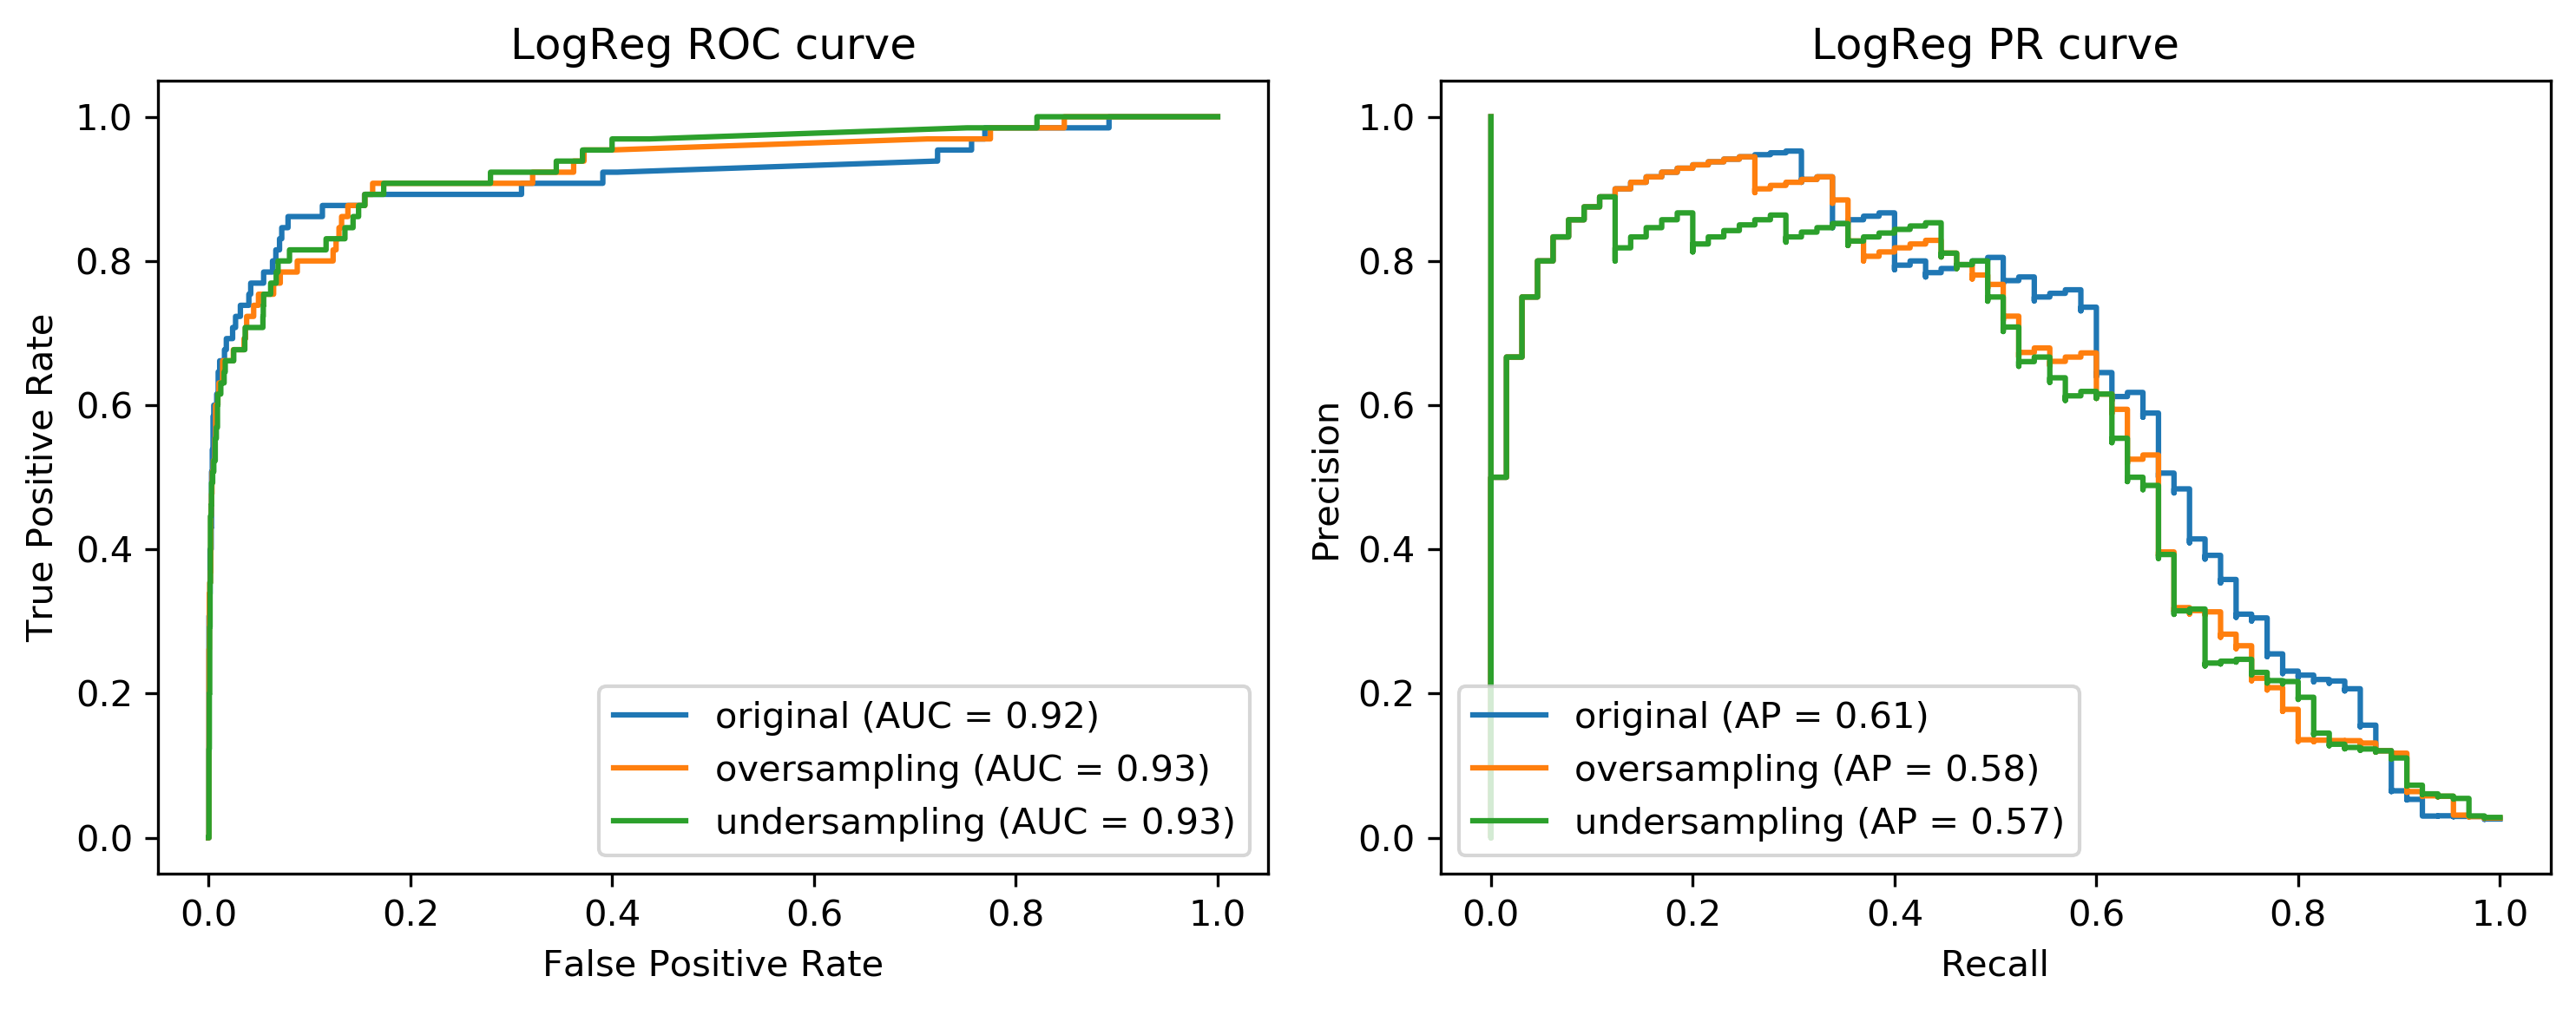 LogReg ROC curve
True Positive Rate
1.0
0.8
0.6
0.4
0.2
0.0
original (AUC = 0.92)
oversampling (AUC = 0.93)
undersampling (AUC = 0.93)
0.0 0.2 0.4 0.6 0.8 1.0
False Positive Rate
LogReg PR curve
Precision
1.0
0.8
0.6
0.4
0.2
0.0
original (AP = 0.61)
oversampling (AP = 0.58)
undersampling (AP = 0.57)
0.0 0.2 0.4 0.6 0.8 1.0
Recall